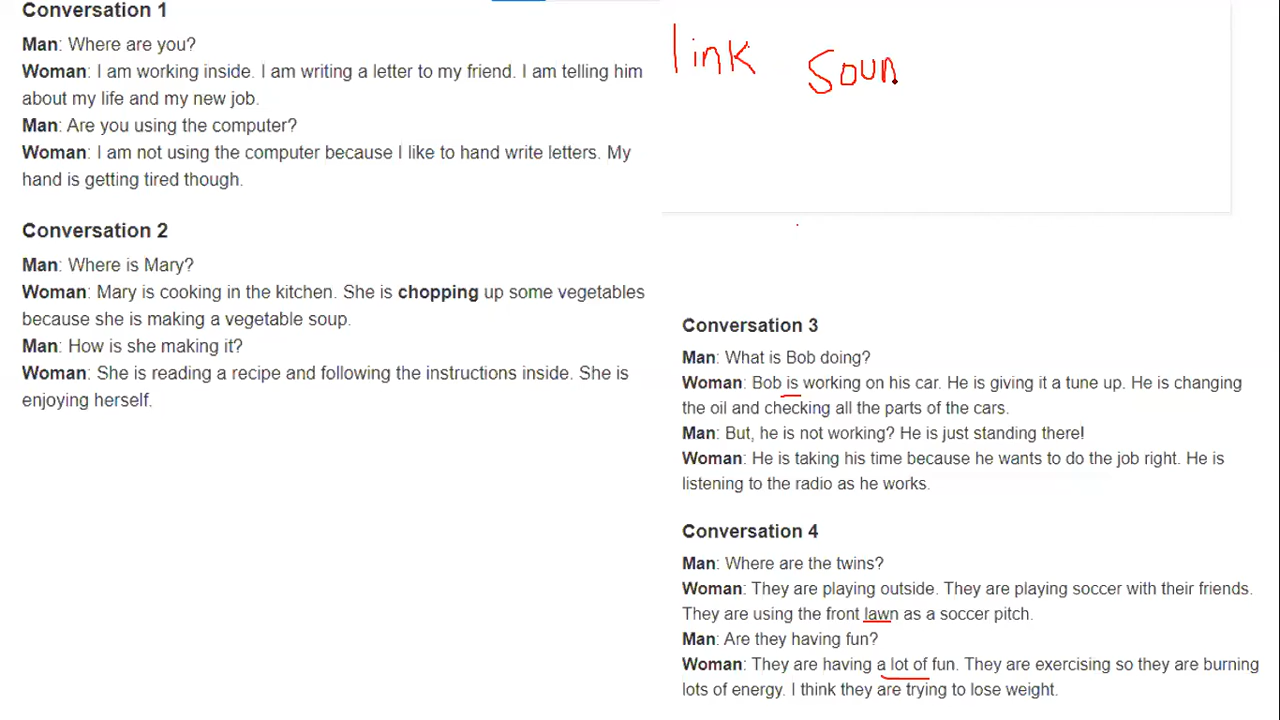 Conversation 1
Man: Where are you?
Woman: I am working inside. I am writing a letter to my friend. I am telling him
about my life and my new job.
Man: Are you using the computer?
Woman: I am not using the computer because I like to hand write letters. My
hand is getting tired though.
Conversation 2
Man: Where is Mary?
Woman: Mary is cooking in the kitchen. She is chopping up some vegetables
because she is making a vegetable soup.
Man: How is she making it?
Woman: She is reading a recipe and following the instructions inside. She is
enjoying herself.
link soun
Conversation 3
Man: What is Bob doing?
Woman: Bob is working on his car. He is giving it a tune up. He is changing
the oil and checking all the parts of the cars.
Man: But, he is not working? He is just standing there!
Woman: He is taking his time because he wants to do the job right. He is
listening to the radio as he works.
Conversation 4
Man: Where are the twins?
Woman: They are playing outside. They are playing soccer with their friends.
They are using the front lawn as a soccer pitch.
Man: Are they having fun?
Woman: They are having a lot of fun. They are exercising so they are burning
lots of energy. I think they are trying to lose weight.